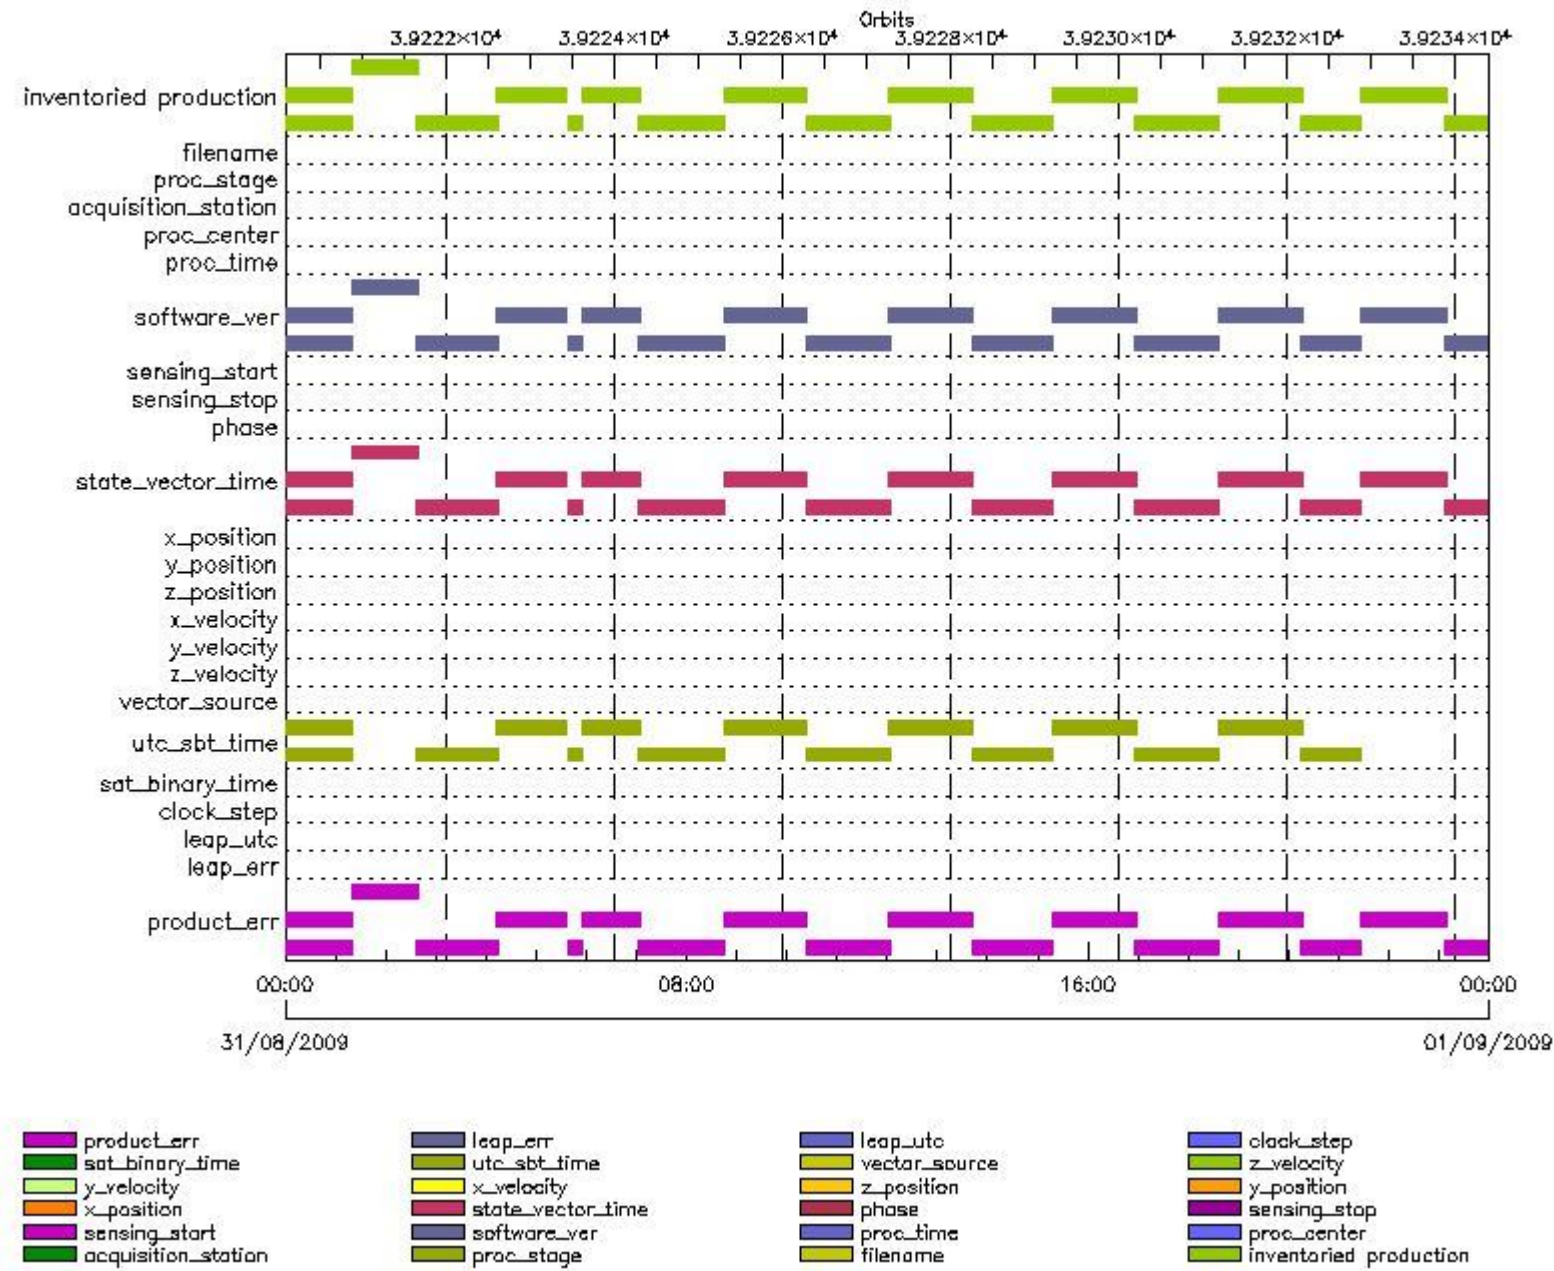 Orbits
3.9222×10⁴ 3.9224×10⁴ 3.9226×10⁴ 3.9228×10⁴ 3.9230×10⁴ 3.9232×10⁴ 3.9234×10⁴
inventoried production
filename
proc_stage
acquisition_station
proc_center
proc_time
software_ver
sensing_start
sensing_stop
phase
state_vector_time
x_position
y_position
z_position
x_velocity
y_velocity
z_velocity
vector_source
utc_sbt_time
sat_binary_time
clock_step
leap_utc
leap_err
product_err
00:00 08:00 16:00 00:00
31/08/2009 01/09/2009
product_err leap_err leap_utc clock_step
sat_binary_time utc_sbt_time vector_source z_velocity
y_velocity x_velocity z_position y_position
x_position state_vector_time phase sensing_stop
sensing_start software_ver proc_time proc_center
acquisition_station proc_stage filename inventoried production